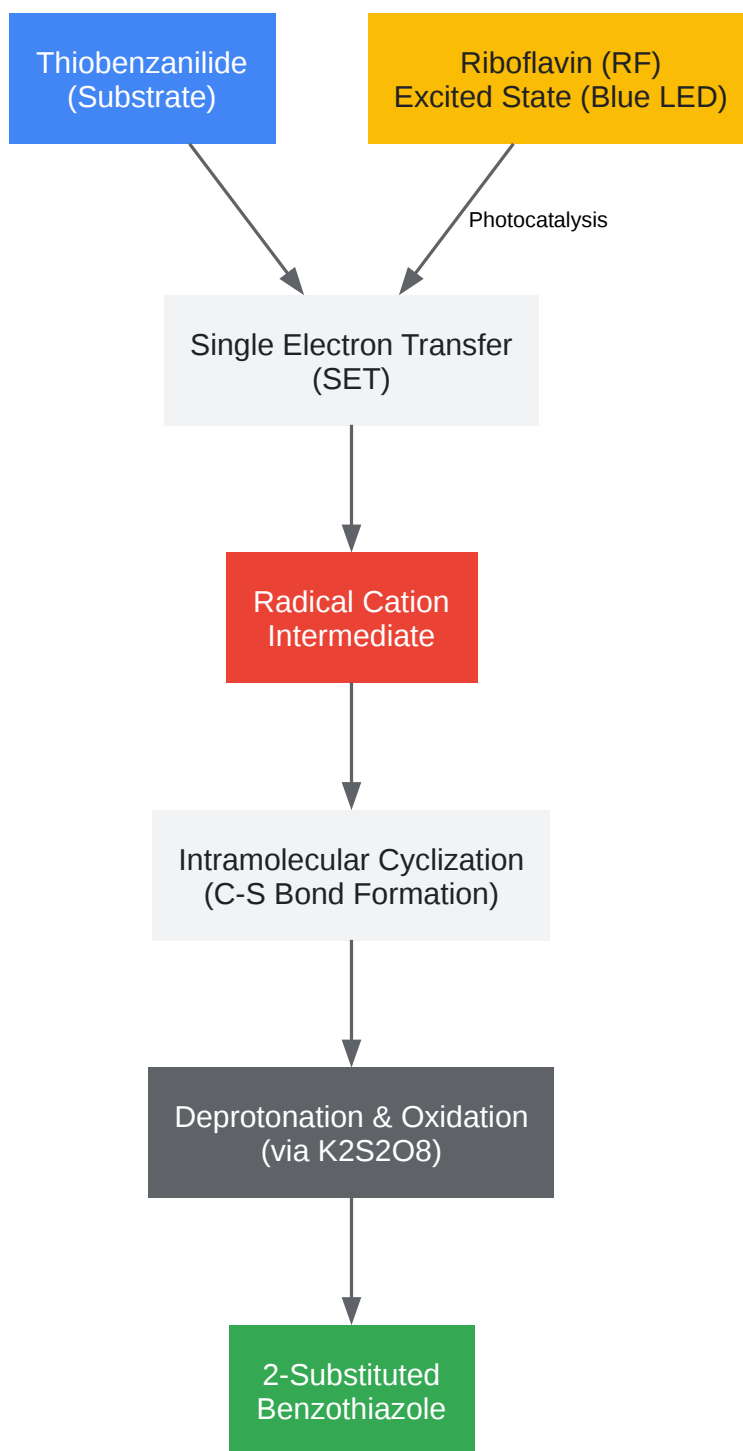 Thiobenzanilide
(Substrate)
Riboflavin (RF)
Excited State (Blue LED)
Photocatalysis
Single Electron Transfer
(SET)
Radical Cation
Intermediate
Intramolecular Cyclization
(C-S Bond Formation)
Deprotonation & Oxidation
(via K2S2O8)
2-Substituted
Benzothiazole